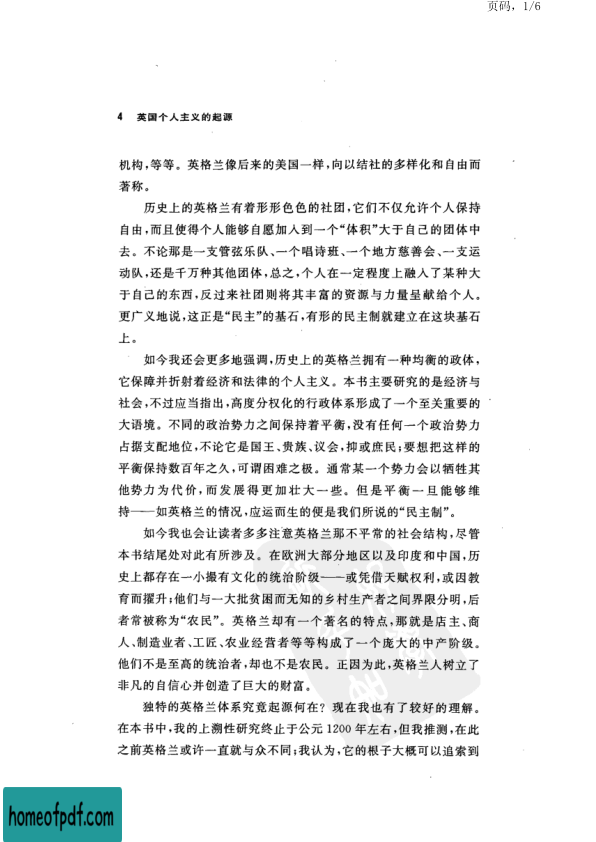 页码，1/6
4 英国个人主义的起源
机构,等等。英格兰像后来的美国一样,向以结社的多样化和自由而
著称。
历史上的英格兰有着形形色色的社团,它们不仅允许个人保持
自由,而且使得个人能够自愿加入到一个“体积”大于自己的团体中
去。不论那是一支管弦乐队、一个唱诗班、一个地方慈善会、一支运
动队,还是千万种其他团体,总之,个人在一定程度上融入了某种大
于自己的东西,反过来社团则将其丰富的资源与力量呈献给个人。
更广义地说,这正是“民主”的基石,有形的民主制就建立在这块基石
上。
如今我还会更多地强调,历史上的英格兰拥有一种均衡的政体,
它保障并折射着经济和法律的个人主义。本书主要研究的是经济与
社会,不过应当指出,高度分权化的行政体系形成了一个至关重要的
大语境。不同的政治势力之间保持着平衡,没有任何一个政治势力
占据支配地位,不论它是国王、贵族、议会,抑或庶民;要想把这样的
平衡保持数百年之久,可谓困难之极。通常某一个势力会以牺牲其
他势力为代价,而发展得更加壮大一些。但是平衡一旦能够维
持——如英格兰的情况,应运而生的便是我们所说的“民主制”。
如今我也会让读者多多注意英格兰那不平常的社会结构,尽管
本书结尾处对此有所涉及。在欧洲大部分地区以及印度和中国,历
史上都存在一小撮有文化的统治阶级——或凭借天赋权利,或因教
育而擢升;他们与一大批贫困而无知的乡村生产者之间界限分明,后
者常被称为“农民”。英格兰却有一个著名的特点,那就是店主、商
人、制造业者、工匠、农业经营者等等构成了一个庞大的中产阶级。
他们不是至高的统治者,却也不是农民。正因为此,英格兰人树立了
非凡的自信心并创造了巨大的财富。
独特的英格兰体系究竟起源何在？现在我也有了较好的理解。
在本书中,我的上溯性研究终止于公元 1200 年左右,但我推测,在此
之前英格兰或许一直就与众不同;我认为,它的根子大概可以追索到
homeofpdf.com